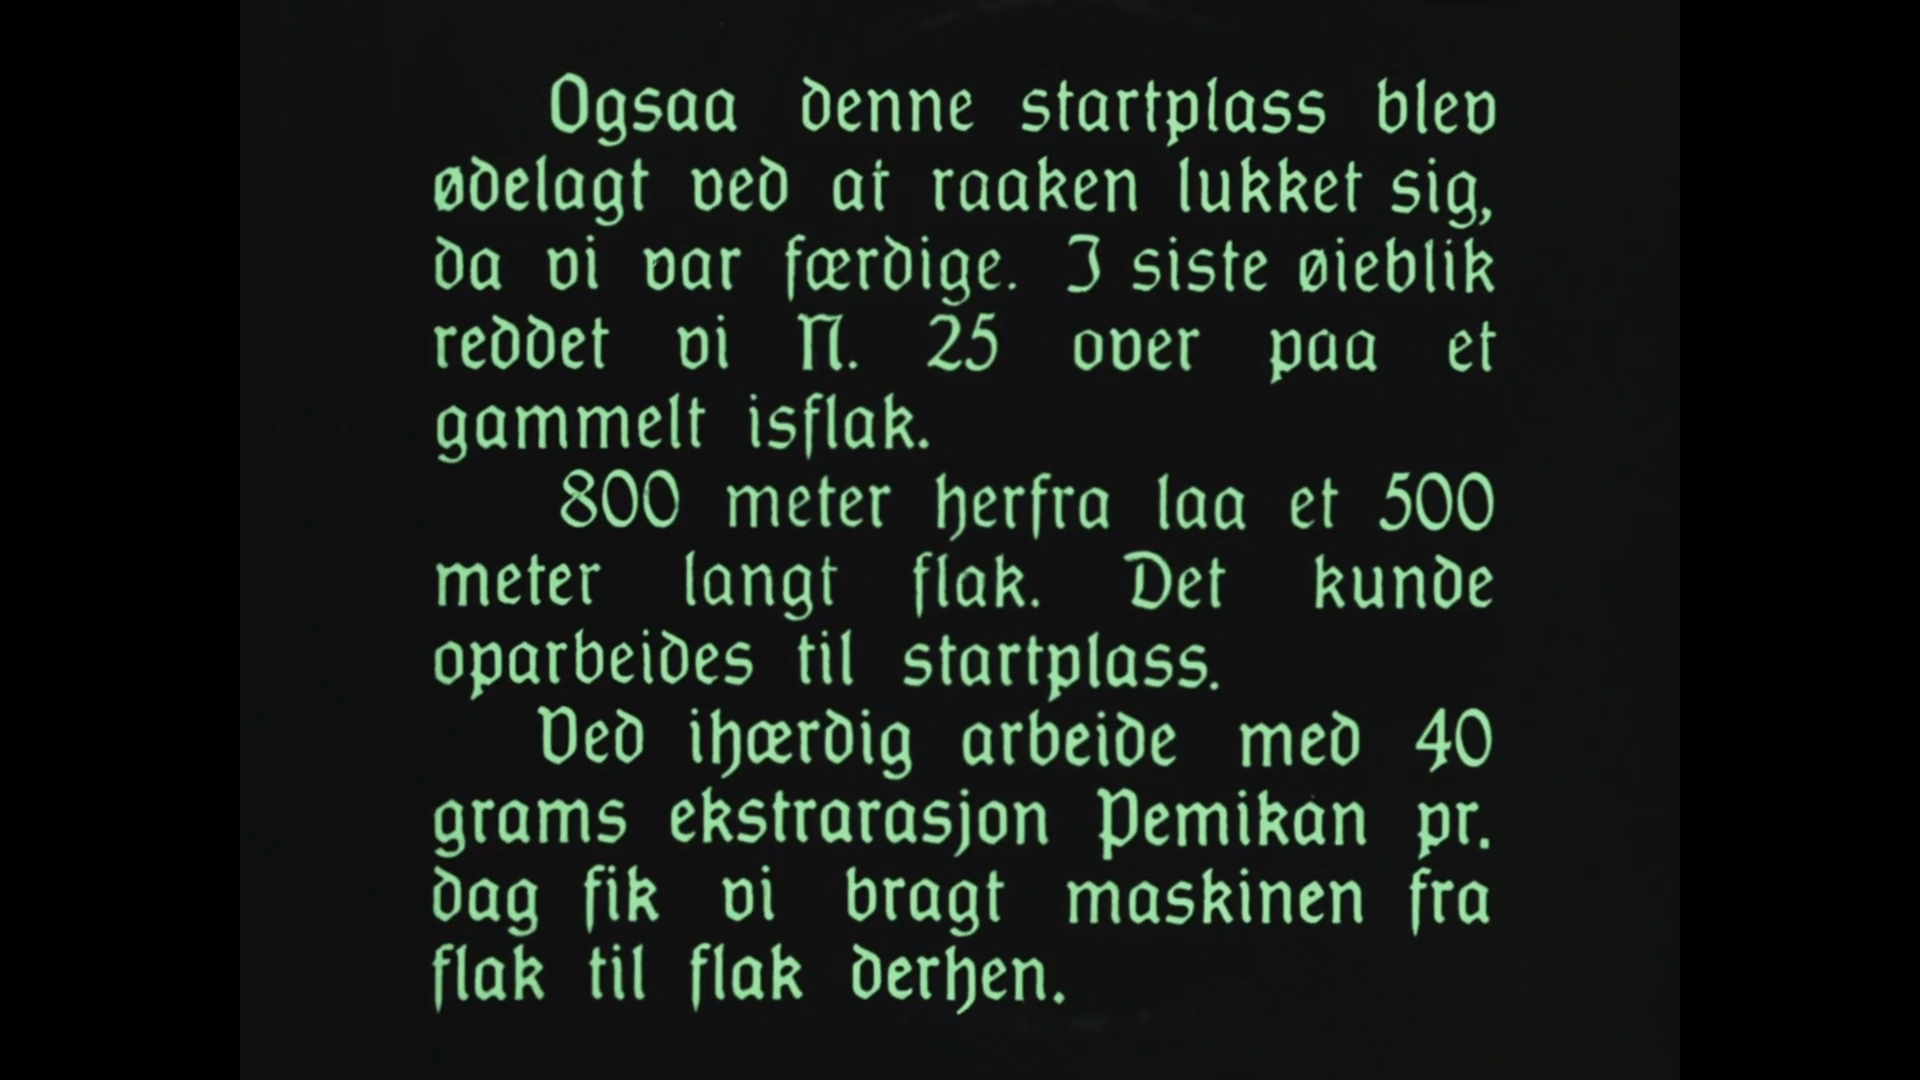 Ogsaa denne startplass blev
ødelagt ved at raaken lukket sig,
da vi var færdige. I siste øieblik
reddet vi N. 25 over paa et
gammelt isflak.
800 meter herfra laa et 500
meter langt flak. Det kunde
oparbeides til startplass.
Ved ihærdig arbeide med 40
grams ekstrarasjon Pemikan pr.
dag fik vi bragt maskinen fra
flak til flak derhen.